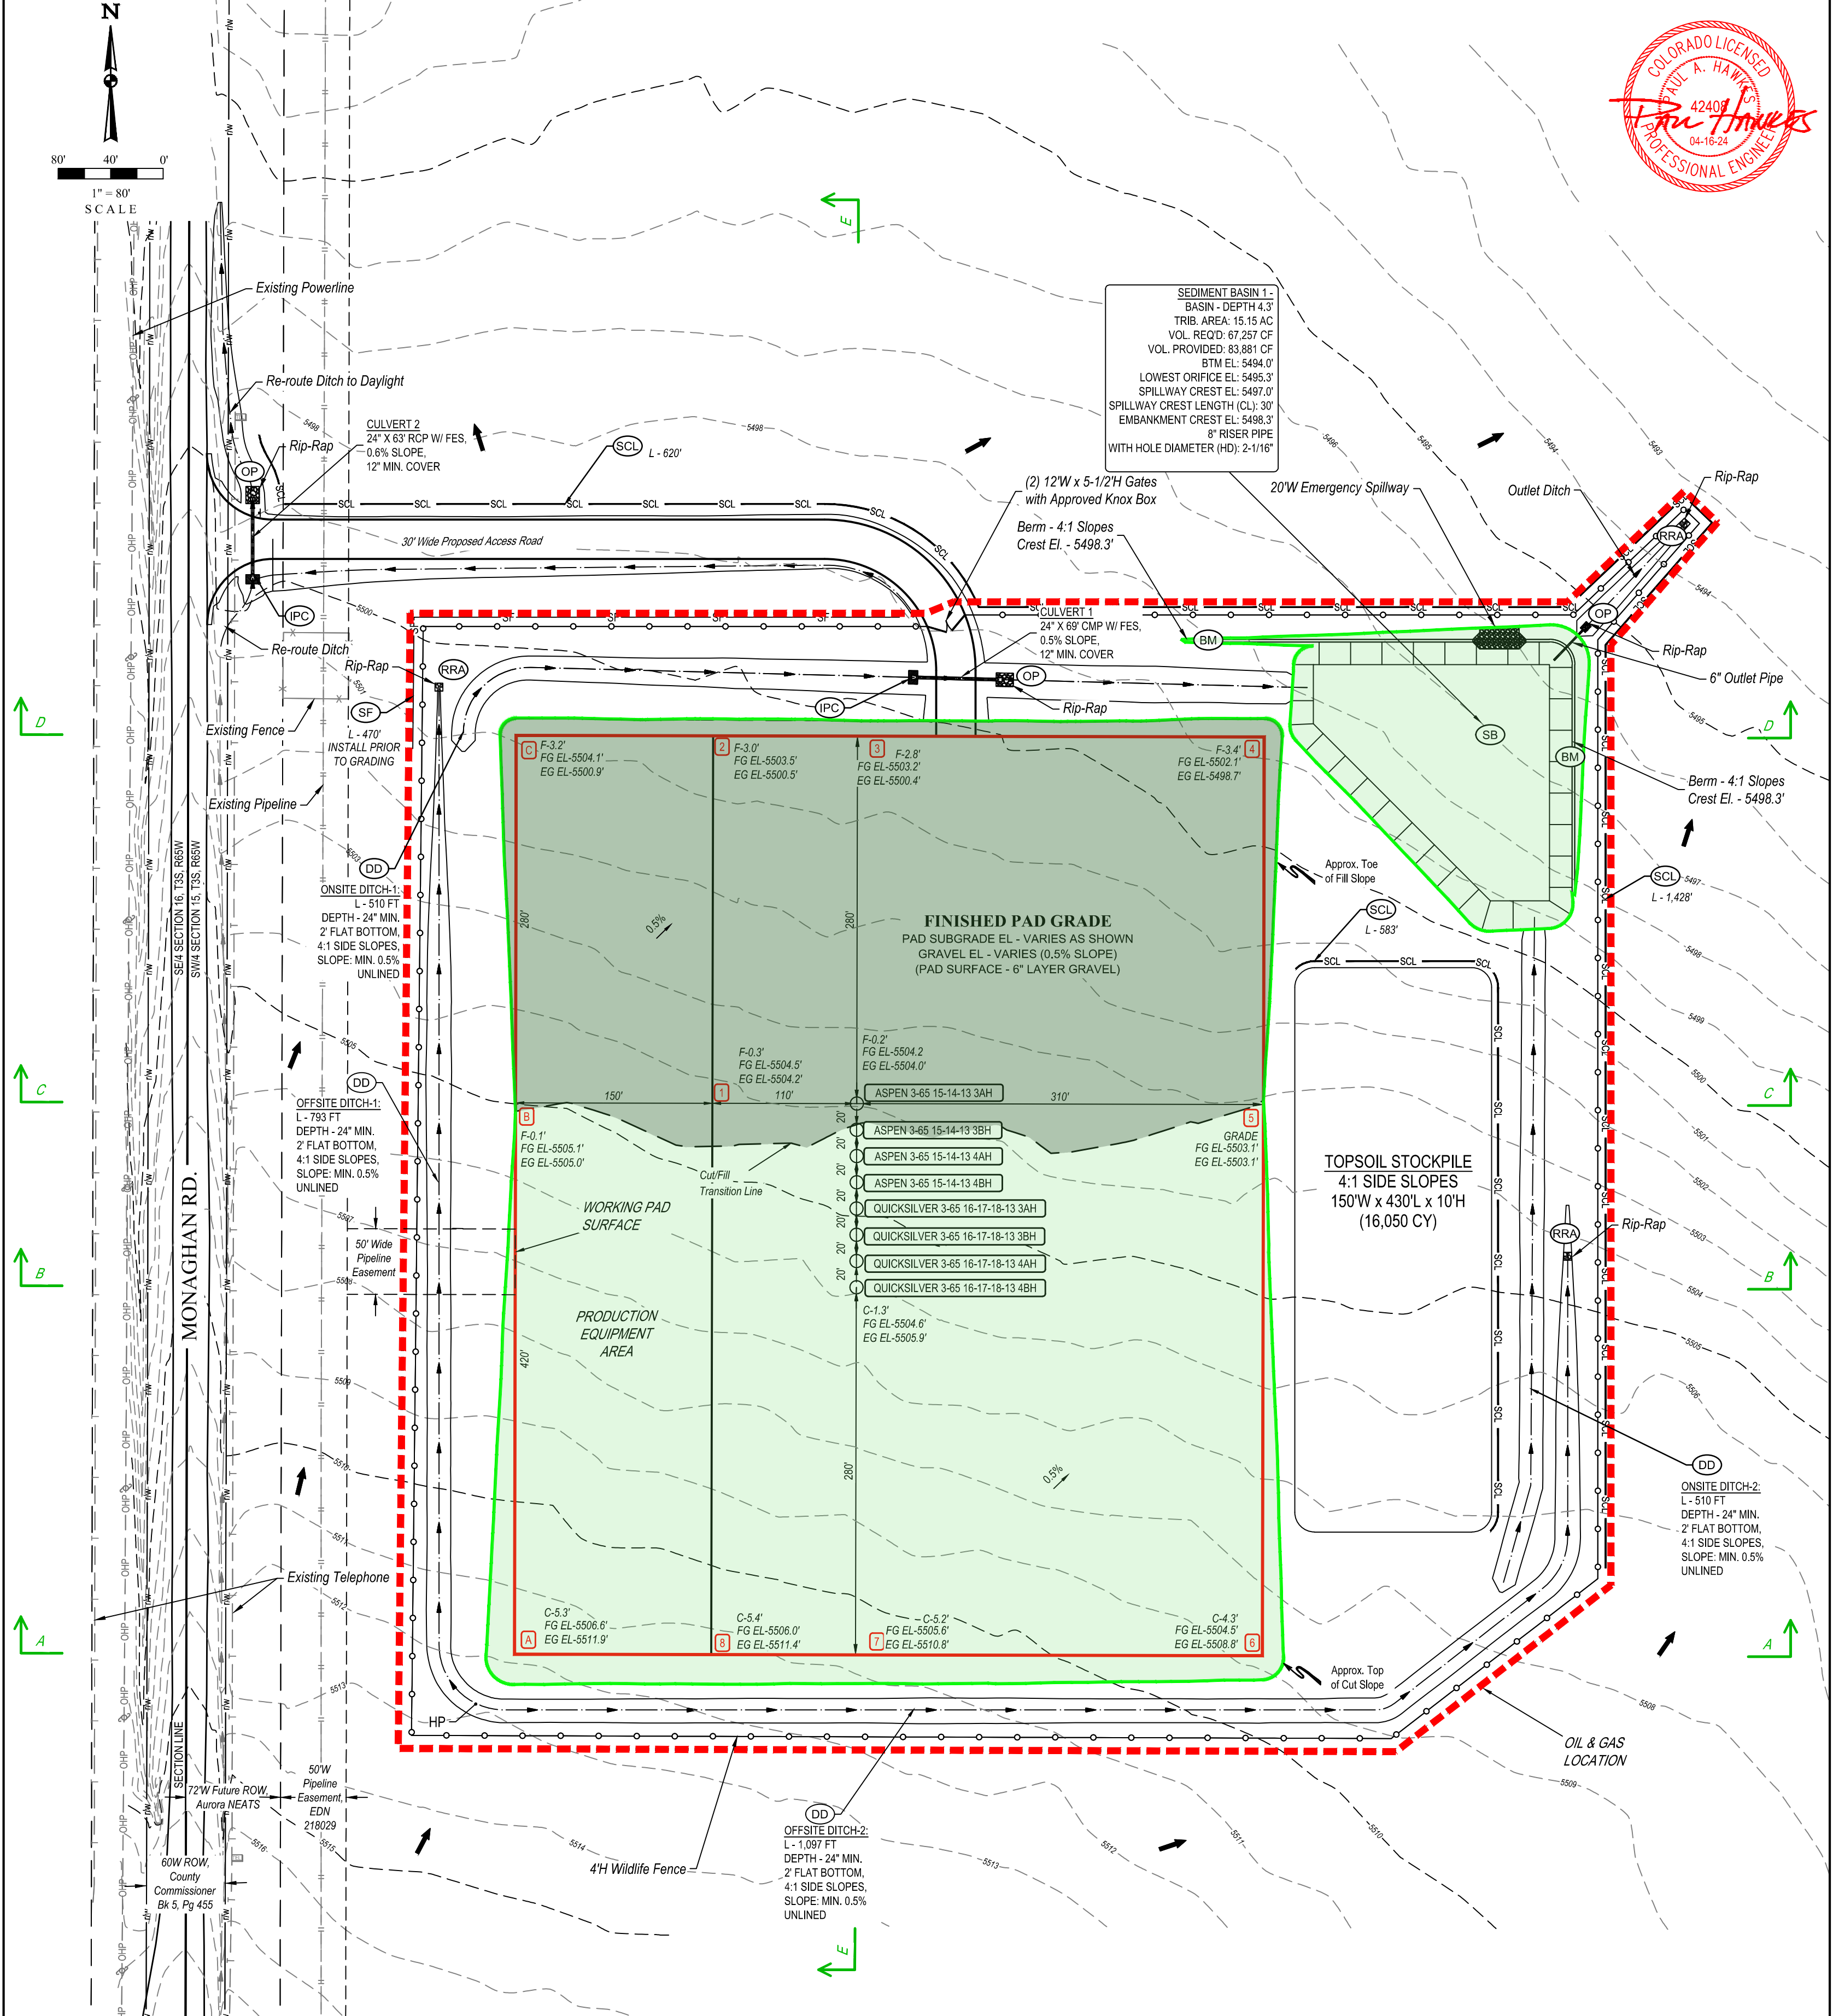 N
80' 40' 0'
1" = 80'
SCALE
COLORADO LICENSED
PAUL A. HAWKES
42408
04-16-24
PROFESSIONAL ENGINEER
Paul Hawkes
E
Existing Powerline
Re-route Ditch to Daylight
Rip-Rap
OP
CULVERT 2
24" X 63' RCP W/ FES,
0.6% SLOPE,
12" MIN. COVER
SCL
L - 620'
SEDIMENT BASIN 1 -
BASIN - DEPTH 4.3'
TRIB. AREA: 15.15 AC
VOL. REQ'D: 67,257 CF
VOL. PROVIDED: 83,881 CF
BTM EL: 5494.0'
LOWEST ORIFICE EL: 5495.3'
SPILLWAY CREST EL: 5497.0'
SPILLWAY CREST LENGTH (CL): 30'
EMBANKMENT CREST EL: 5498.3'
8" RISER PIPE
WITH HOLE DIAMETER (HD): 2-1/16"
(2) 12'W x 5-1/2'H Gates
with Approved Knox Box
Berm - 4:1 Slopes
Crest El. - 5498.3'
20'W Emergency Spillway
Outlet Ditch
Rip-Rap
RRA
OP
Rip-Rap
6" Outlet Pipe
30' Wide Proposed Access Road
IPC
Re-route Ditch
Rip-Rap
RRA
SF
L - 470'
INSTALL PRIOR
TO GRADING
Existing Fence
Existing Pipeline
CULVERT 1
24" X 69' CMP W/ FES,
0.5% SLOPE,
12" MIN. COVER
BM
OP
IPC
Rip-Rap
SB
BM
Berm - 4:1 Slopes
Crest El. - 5498.3'
D
D
C
F-3.2'
FG EL-5504.1'
EG EL-5500.9'
2
F-3.0'
FG EL-5503.5'
EG EL-5500.5'
3
F-2.8'
FG EL-5503.2'
EG EL-5500.4'
4
F-3.4'
FG EL-5502.1'
EG EL-5498.7'
DD
ONSITE DITCH-1:
L - 510 FT
DEPTH - 24" MIN.
2' FLAT BOTTOM,
4:1 SIDE SLOPES,
SLOPE: MIN. 0.5%
UNLINED
280'
0.5%
280'
FINISHED PAD GRADE
PAD SUBGRADE EL - VARIES AS SHOWN
GRAVEL EL - VARIES (0.5% SLOPE)
(PAD SURFACE - 6" LAYER GRAVEL)
Approx. Toe
of Fill Slope
SCL
L - 583'
SCL
L - 1,428'
SE/4 SECTION 16, T3S, R65W
SW/4 SECTION 15, T3S, R65W
DD
OFFSITE DITCH-1:
L - 793 FT
DEPTH - 24" MIN.
2' FLAT BOTTOM,
4:1 SIDE SLOPES,
SLOPE: MIN. 0.5%
UNLINED
C
C
F-0.3'
FG EL-5504.5'
EG EL-5504.2'
F-0.2'
FG EL-5504.2
EG EL-5504.0'
150'
1
110'
310'
ASPEN 3-65 15-14-13 3AH
ASPEN 3-65 15-14-13 3BH
ASPEN 3-65 15-14-13 4AH
ASPEN 3-65 15-14-13 4BH
QUICKSILVER 3-65 16-17-18-13 3AH
QUICKSILVER 3-65 16-17-18-13 3BH
QUICKSILVER 3-65 16-17-18-13 4AH
QUICKSILVER 3-65 16-17-18-13 4BH
20'
20'
20'
20'
20'
20'
20'
B
F-0.1'
FG EL-5505.1'
EG EL-5505.0'
5
GRADE
FG EL-5503.1'
EG EL-5503.1'
Cut/Fill
Transition Line
WORKING PAD
SURFACE
C-1.3'
FG EL-5504.6'
EG EL-5505.9'
PRODUCTION
EQUIPMENT
AREA
TOPSOIL STOCKPILE
4:1 SIDE SLOPES
150'W x 430'L x 10'H
(16,050 CY)
RRA
Rip-Rap
MONAGHAN RD.
50' Wide
Pipeline
Easement
B
B
420'
280'
0.5%
DD
ONSITE DITCH-2:
L - 510 FT
DEPTH - 24" MIN.
2' FLAT BOTTOM,
4:1 SIDE SLOPES,
SLOPE: MIN. 0.5%
UNLINED
Existing Telephone
A
A
C-5.3'
FG EL-5506.6'
A
EG EL-5511.9'
C-5.4'
FG EL-5506.0'
8
EG EL-5511.4'
C-5.2'
FG EL-5505.6'
7
EG EL-5510.8'
C-4.3'
FG EL-5504.5'
EG EL-5508.8'
6
Approx. Top
of Cut Slope
HP
OIL & GAS
LOCATION
SECTION LINE
72'W Future ROW,
Aurora NEATS
50'W
Pipeline
Easement,
EDN
218029
60W ROW,
County
Commissioner
Bk 5, Pg 455
4'H Wildlife Fence
DD
OFFSITE DITCH-2:
L - 1,097 FT
DEPTH - 24" MIN.
2' FLAT BOTTOM,
4:1 SIDE SLOPES,
SLOPE: MIN. 0.5%
UNLINED
E